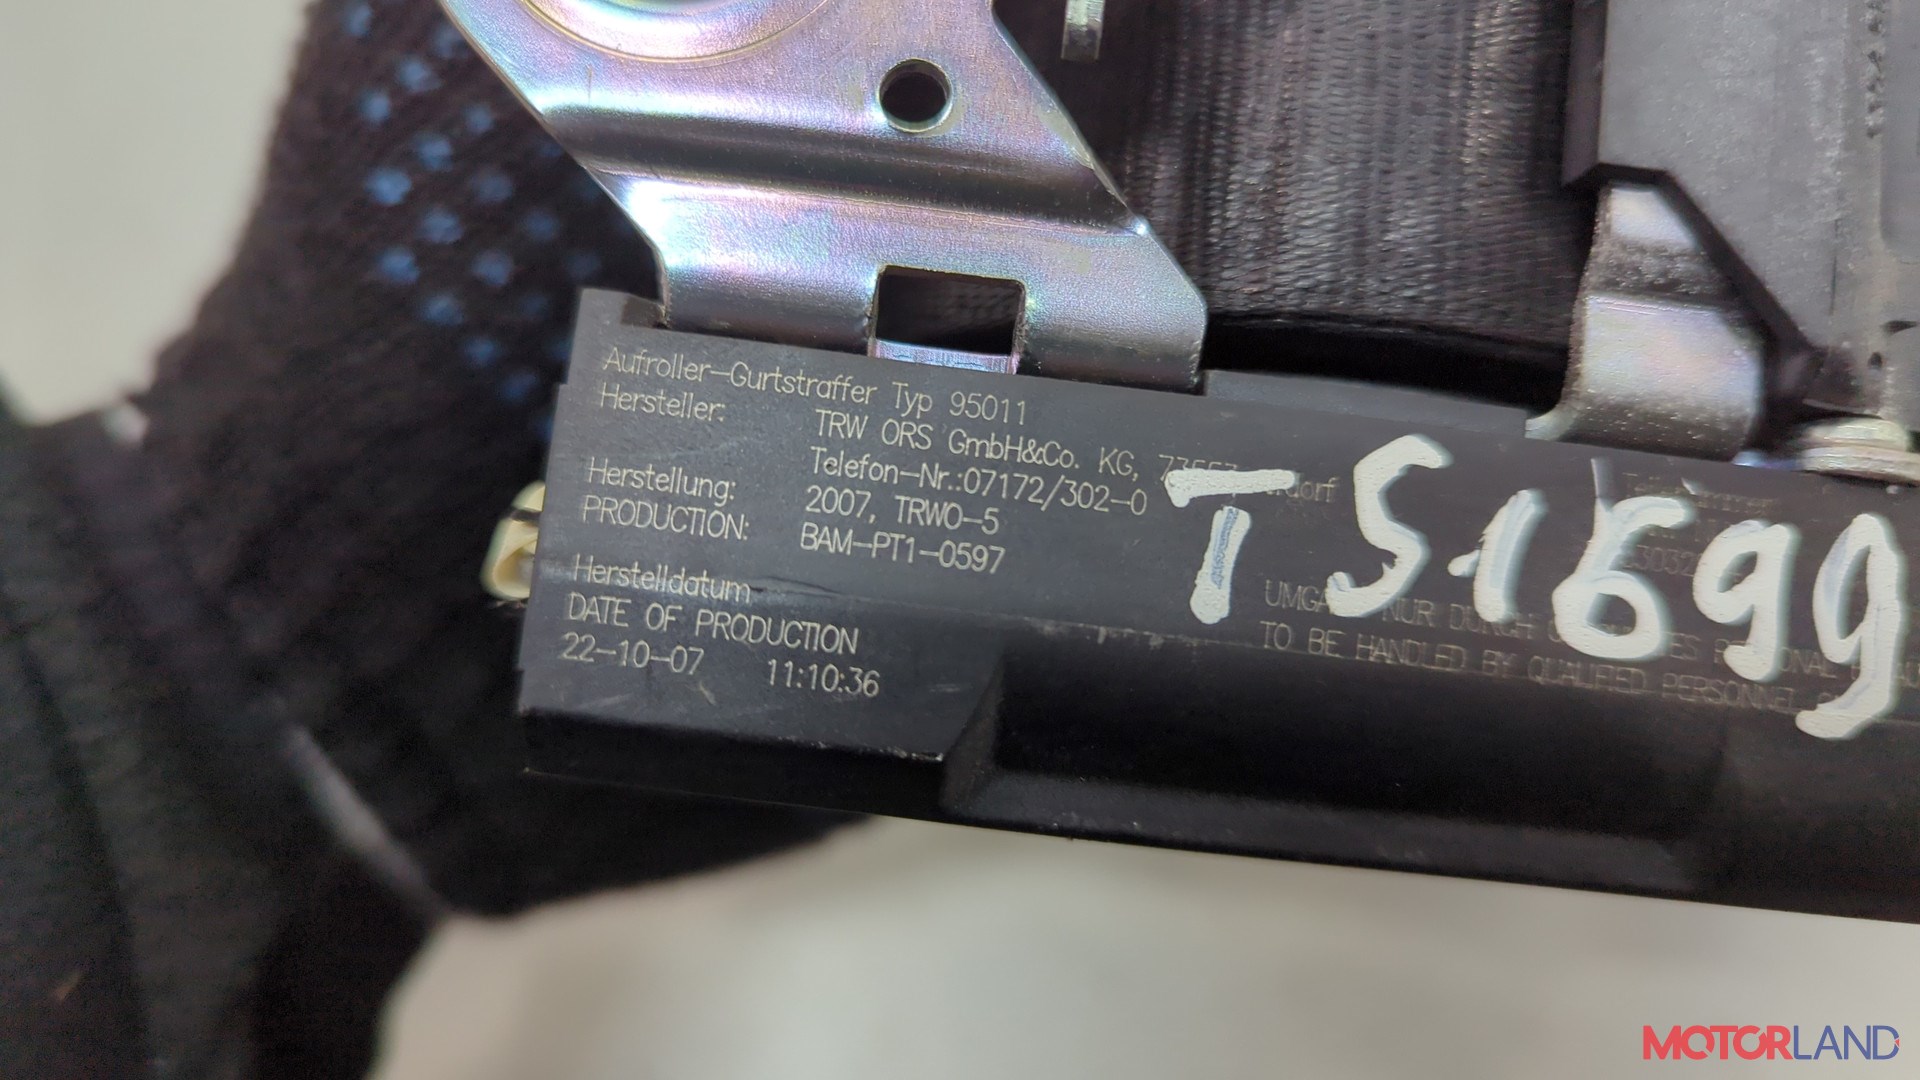 Aufroller-Gurtstraffer Typ 95011
Hersteller: TRW ORS GmbH&Co. KG,
Telefon-Nr.:07172/302-0
Herstellung: 2007, TRWO-5
PRODUCTION: BAM-PT1-0597
Herstelldatum
DATE OF PRODUCTION
22-10-07 11:10:36
TS1699
NUR
TO BE HANDLED BY QUALIFIED PERSONNEL
MOTORLAND